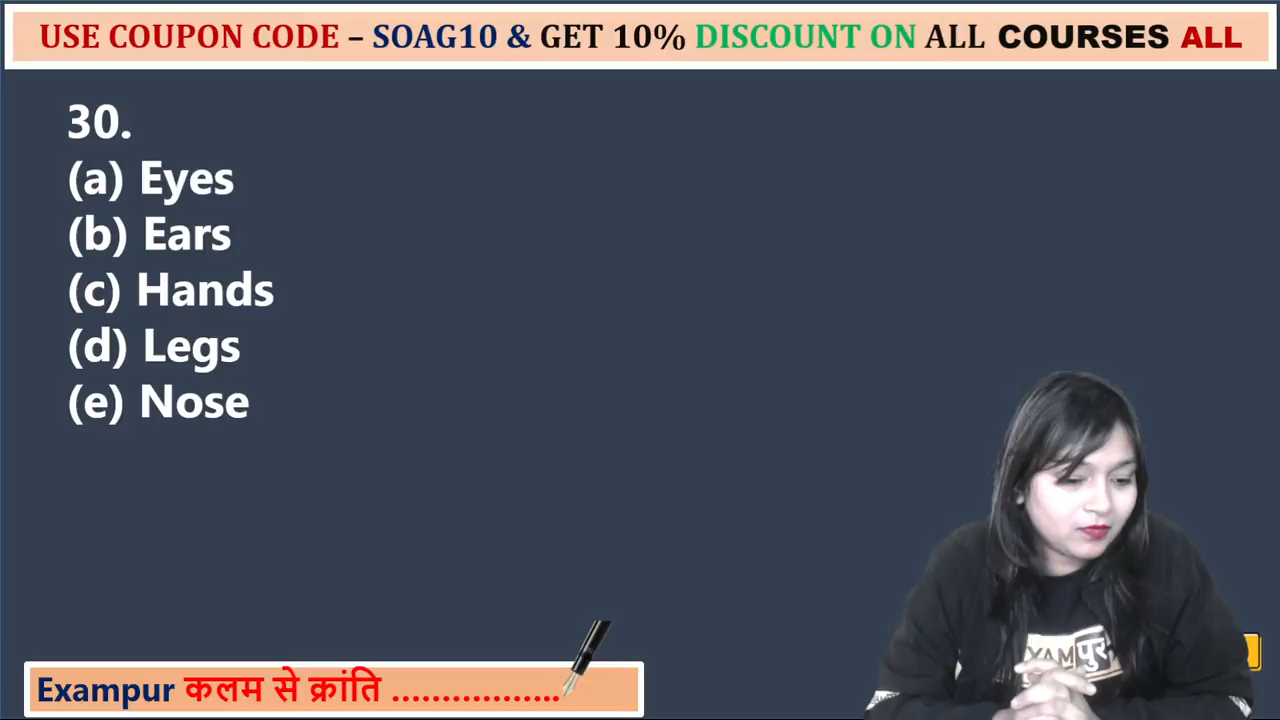 USE COUPON CODE – SOAG10 & GET 10% DISCOUNT ON ALL COURSES ALL
30.
(a) Eyes
(b) Ears
(c) Hands
(d) Legs
(e) Nose
पुर
Exampur कलम से क्रांति .................